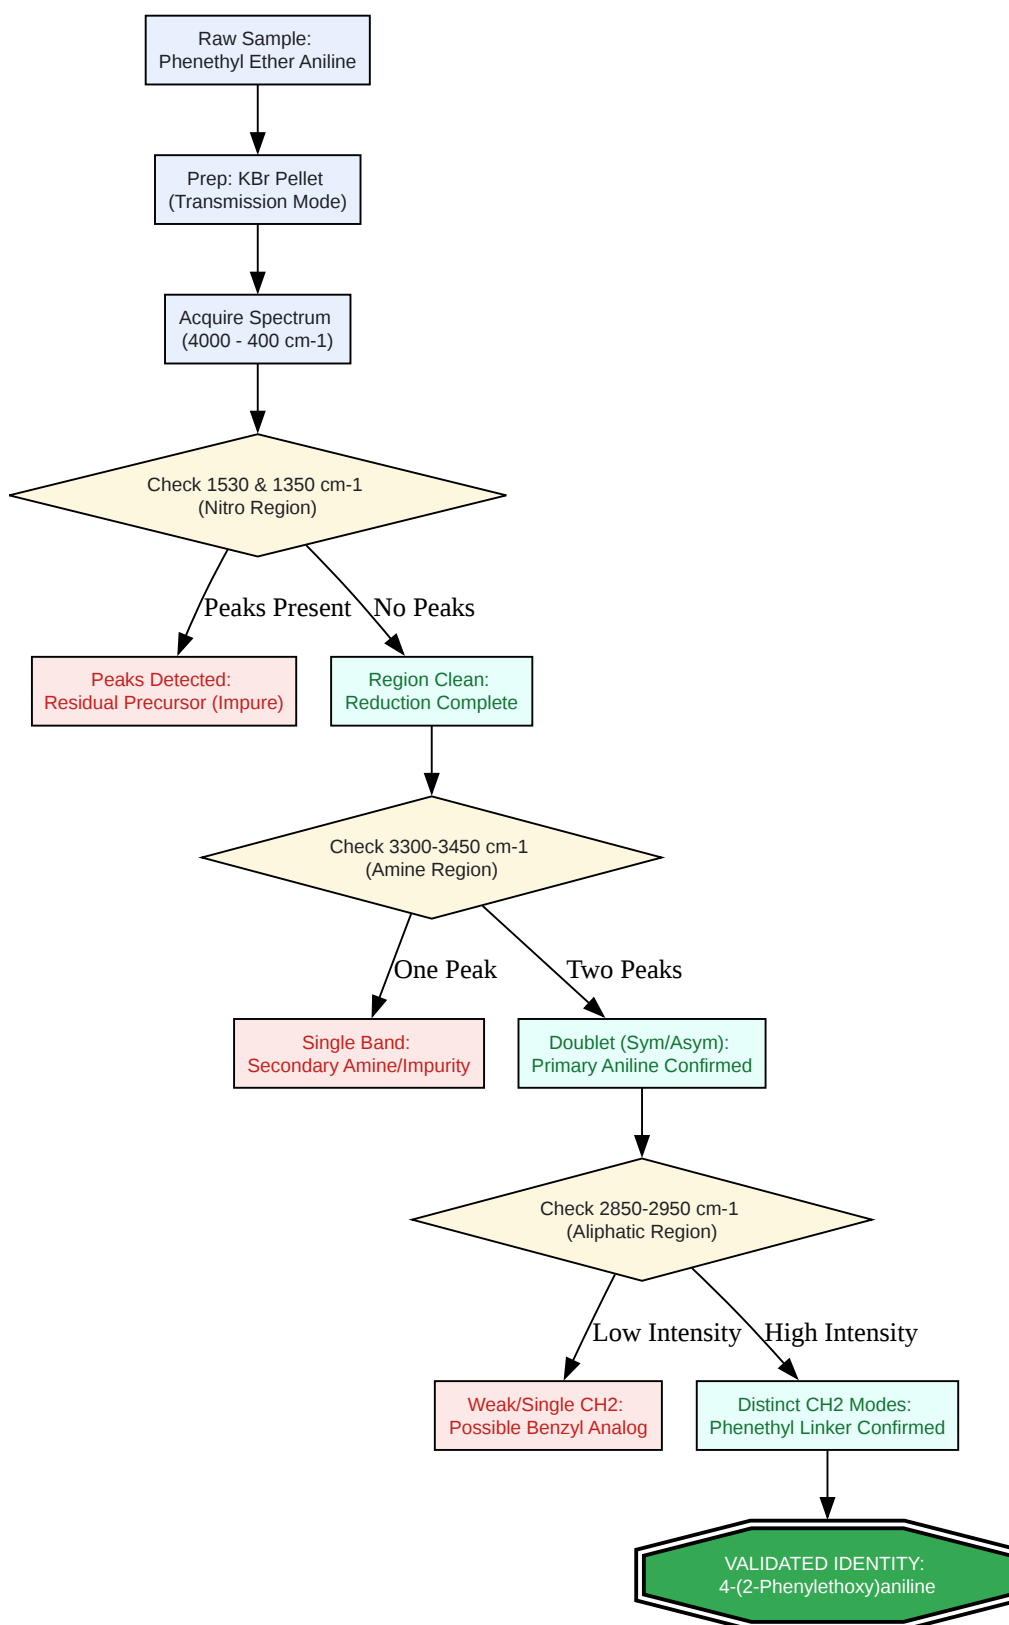 Raw Sample:
Phenethyl Ether Aniline
Prep: KBr Pellet
(Transmission Mode)
Acquire Spectrum
(4000 - 400 cm-1)
Check 1530 & 1350 cm-1
(Nitro Region)
Peaks Present
No Peaks
Peaks Detected:
Residual Precursor (Impure)
Region Clean:
Reduction Complete
Check 3300-3450 cm-1
(Amine Region)
One Peak
Two Peaks
Single Band:
Secondary Amine/Impurity
Doublet (Sym/Asym):
Primary Aniline Confirmed
Check 2850-2950 cm-1
(Aliphatic Region)
Low Intensity
High Intensity
Weak/Single CH2:
Possible Benzyl Analog
Distinct CH2 Modes:
Phenethyl Linker Confirmed
VALIDATED IDENTITY:
4-(2-Phenylethoxy)aniline